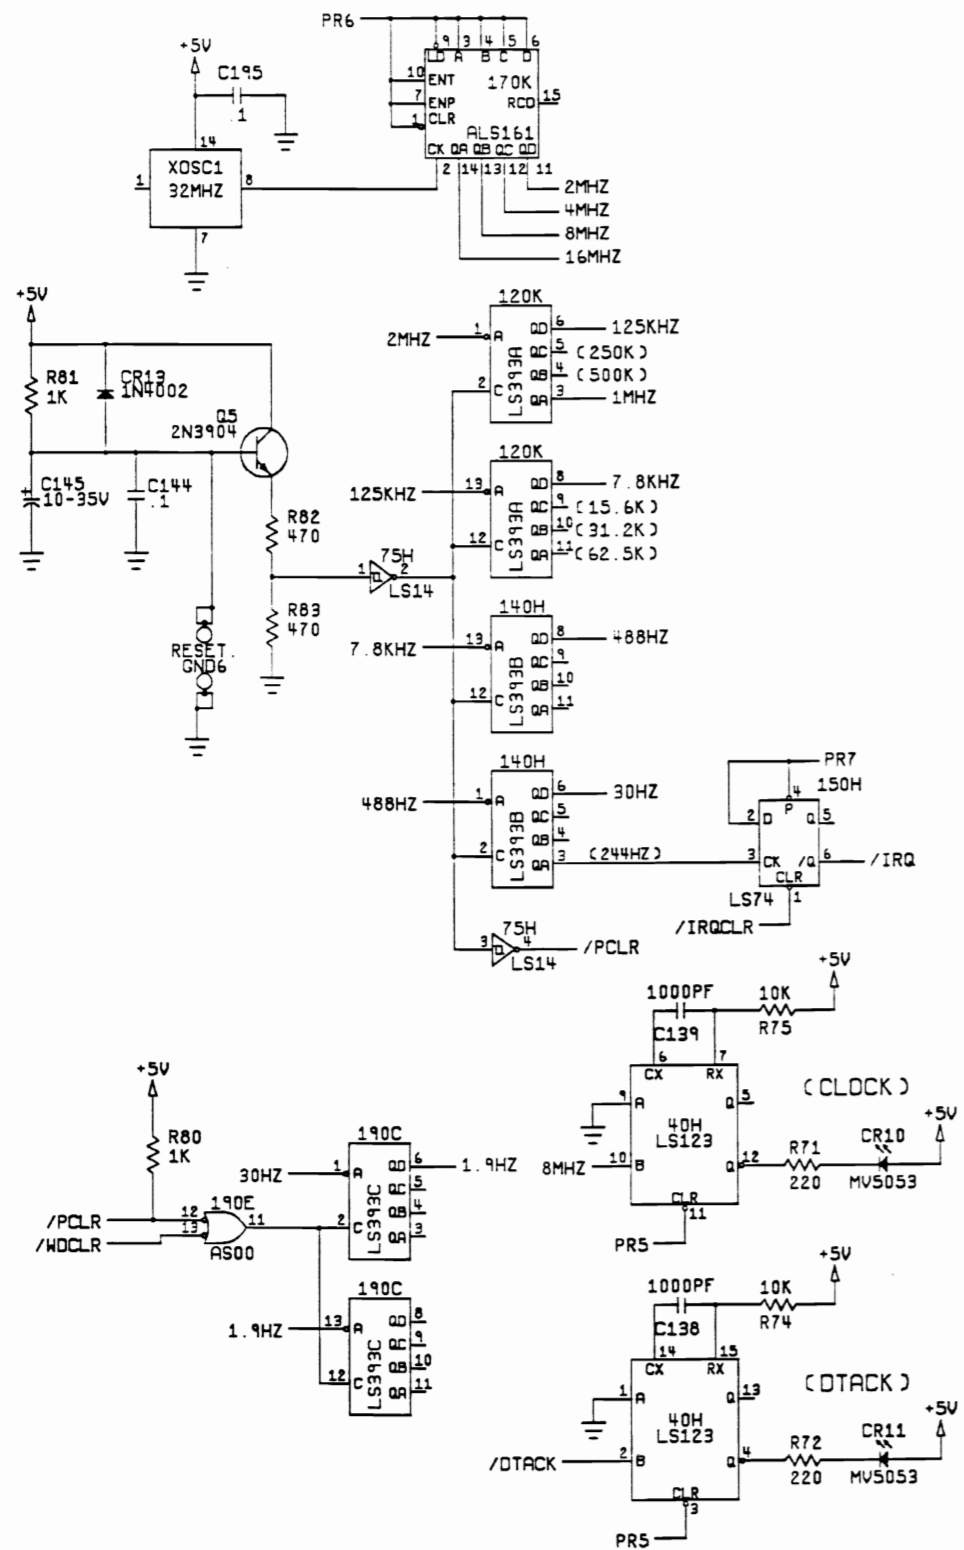 PR6
+5V
C195
.1
14
XOSC1
32MHZ
1
8
7
9 3 4 5 6
LD A B C D
10 ENT
170K
7 ENP
RCO 15
1 CLR
ALS161
CK QA QB QC QD
2 14 13 12 11
2MHZ
4MHZ
8MHZ
16MHZ
+5V
R81
1K
CR13
1N4002
Q5
2N3904
C145
10-35V
C144
.1
R82
470
R83
470
RESET.
GND6
75H
1 2
LS14
120K
2MHZ 1 A
LS393A
QD 6 125KHZ
QC 5 (250K)
QB 4 (500K)
QA 3 1MHZ
2 C
120K
125KHZ 13 A
LS393A
QD 8 7.8KHZ
QC 9 (15.6K)
QB 10 (31.2K)
QA 11 (62.5K)
12 C
140H
7.8KHZ 13 A
LS393B
QD 8 488HZ
QC 9
QB 10
QA 11
12 C
140H
488HZ 1 A
LS393B
QD 6 30HZ
QC 5
QB 4
QA 3 (244HZ)
2 C
PR7
150H
4
P
2 D Q 5
3 CK /Q 6 /IRQ
CLR
LS74 1
/IRQCLR
75H
3 4 /PCLR
LS14
+5V
1000PF
C139
10K
R75
6 7
CX RX
9 A Q 5
40H
LS123
8MHZ 10 B Q 12
CLR
11
PR5
(CLOCK)
R71
220
CR10
MV5053
+5V
+5V
R80
1K
/PCLR 12
/WDCLR 13
190E
11
AS00
190C
30HZ 1 A
LS393C
QD 6 1.9HZ
QC 5
QB 4
QA 3
2 C
190C
1.9HZ 13 A
LS393C
QD 8
QC 9
QB 10
QA 11
12 C
+5V
1000PF
C138
10K
R74
14 15
CX RX
1 A Q 13
40H
LS123
/DTACK 2 B Q 4
CLR
3
PR5
(DTACK)
R72
220
CR11
MV5053
+5V